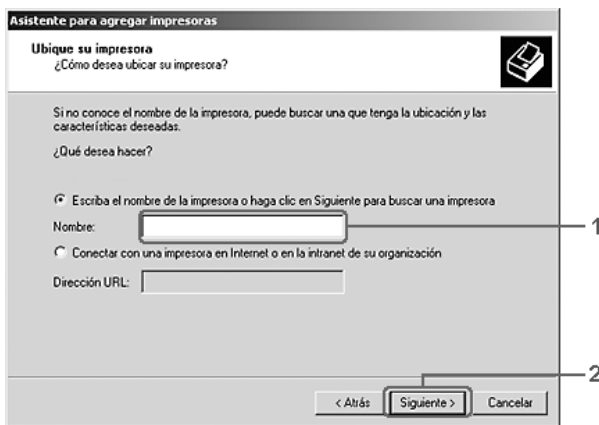 Asistente para agregar impresoras
Ubique su impresora
¿Cómo desea ubicar su impresora?
Si no conoce el nombre de la impresora, puede buscar una que tenga la ubicación y las
características deseadas.
¿Qué desea hacer?
Escriba el nombre de la impresora o haga clic en Siguiente para buscar una impresora
Nombre:
1
Conectar con una impresora en Internet o en la intranet de su organización
Dirección URL:
2
< Atrás Siguiente > Cancelar